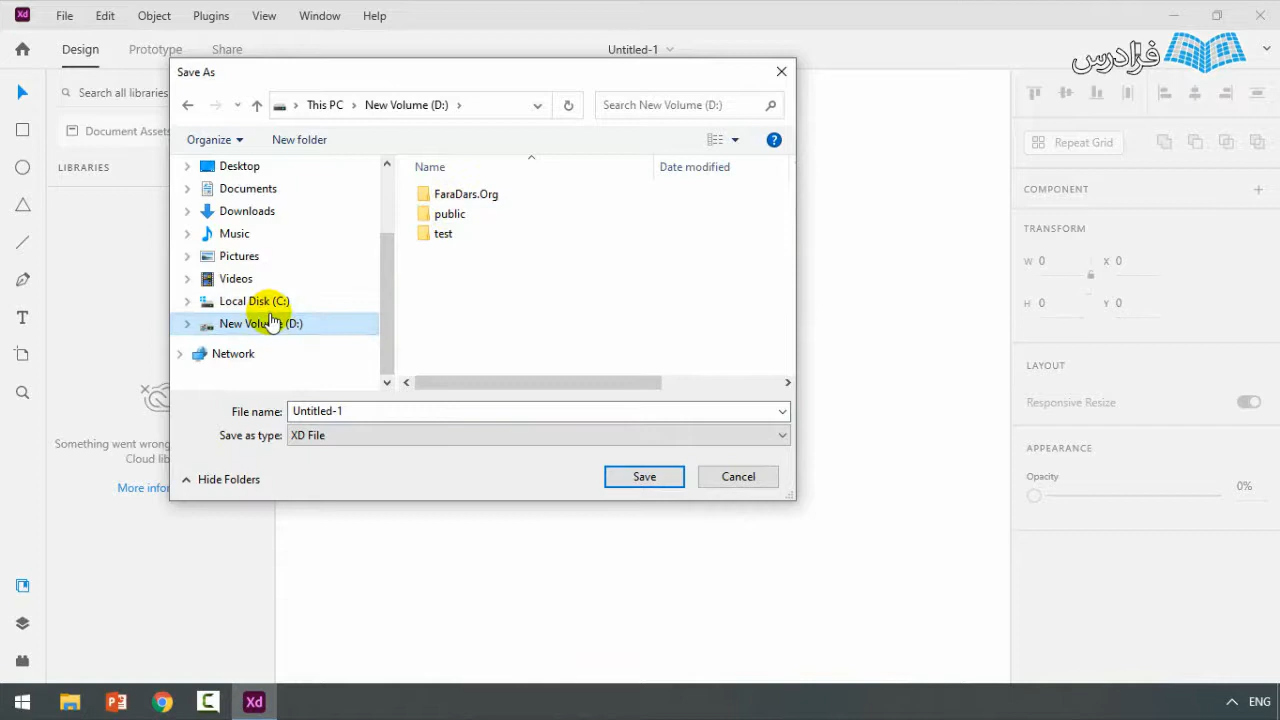 Xd File Edit Object Plugins View Window Help
Design Prototype Share Untitled-1
فرادرس
Save As
This PC New Volume (D:) Search New Volume (D:)
Search all libraries
Organize New folder ?
Document Assets
Repeat Grid
LIBRARIES
Desktop
Documents
Downloads
Music
Pictures
Videos
Local Disk (C:)
New Volume (D:)
Network
Name Date modified
FaraDars.Org
public
test
COMPONENT +
TRANSFORM
W 0 X 0
H 0 Y 0
LAYOUT
Responsive Resize
APPEARANCE
Opacity
0%
File name: Untitled-1
Save as type: XD File
Something went wrong
Cloud lib
More infor
Hide Folders Save Cancel
T
P C Xd ENG